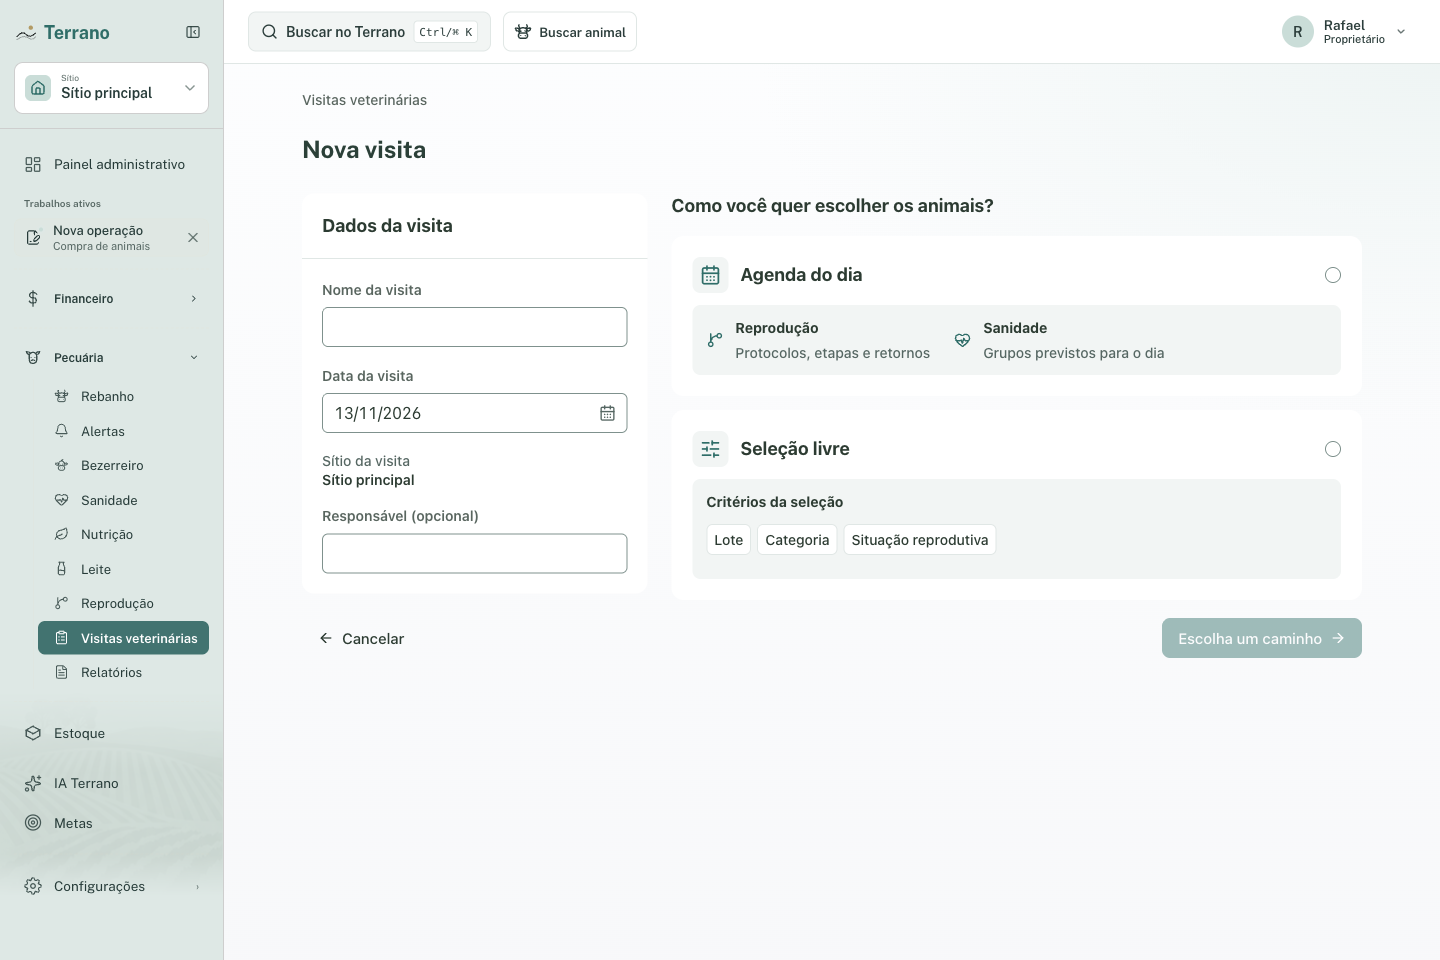 Terrano
Sítio
Sítio principal
Painel administrativo
Trabalhos ativos
Nova operação
Compra de animais
Financeiro
Pecuária
Rebanho
Alertas
Bezerreiro
Sanidade
Nutrição
Leite
Reprodução
Visitas veterinárias
Relatórios
Estoque
IA Terrano
Metas
Configurações
Buscar no Terrano Ctrl/⌘ K
Buscar animal
R
Rafael
Proprietário
Visitas veterinárias
Nova visita
Dados da visita
Nome da visita
Data da visita
13/11/2026
Sítio da visita
Sítio principal
Responsável (opcional)
Como você quer escolher os animais?
Agenda do dia
Reprodução
Protocolos, etapas e retornos
Sanidade
Grupos previstos para o dia
Seleção livre
Critérios da seleção
Lote
Categoria
Situação reprodutiva
Cancelar
Escolha um caminho